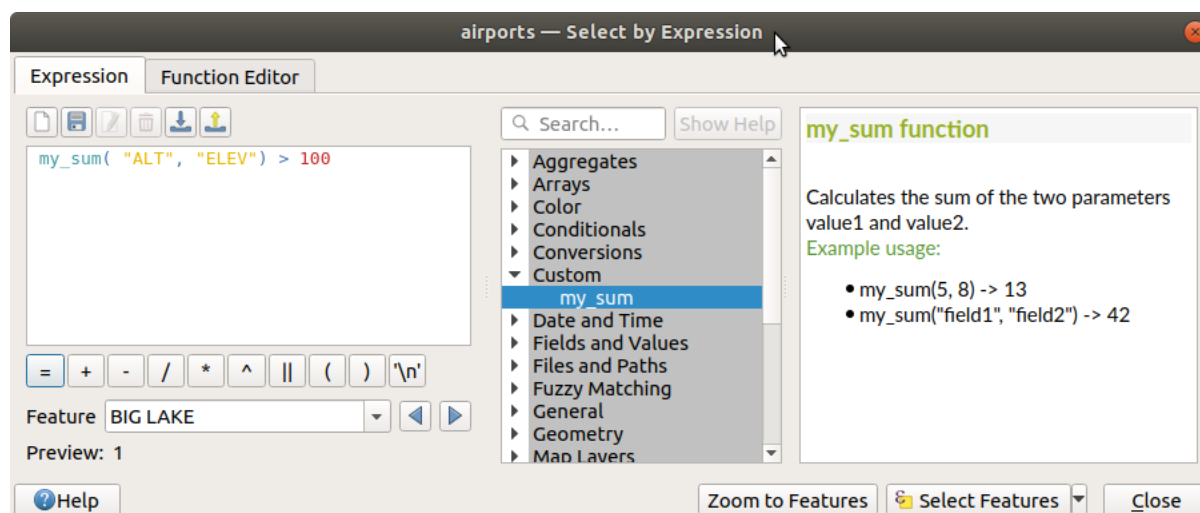 airports — Select by Expression
Expression
Function Editor
Search...
Show Help
my_sum( "ALT", "ELEV") > 100
= + - / * ^ || ( ) '\n'
Feature BIG LAKE
Preview: 1
Aggregates
Arrays
Color
Conditionals
Conversions
Custom
my_sum
Date and Time
Fields and Values
Files and Paths
Fuzzy Matching
General
Geometry
Map Layers
my_sum function
Calculates the sum of the two parameters
value1 and value2.
Example usage:
● my_sum(5, 8) -> 13
● my_sum("field1", "field2") -> 42
Help
Zoom to Features
Select Features
Close